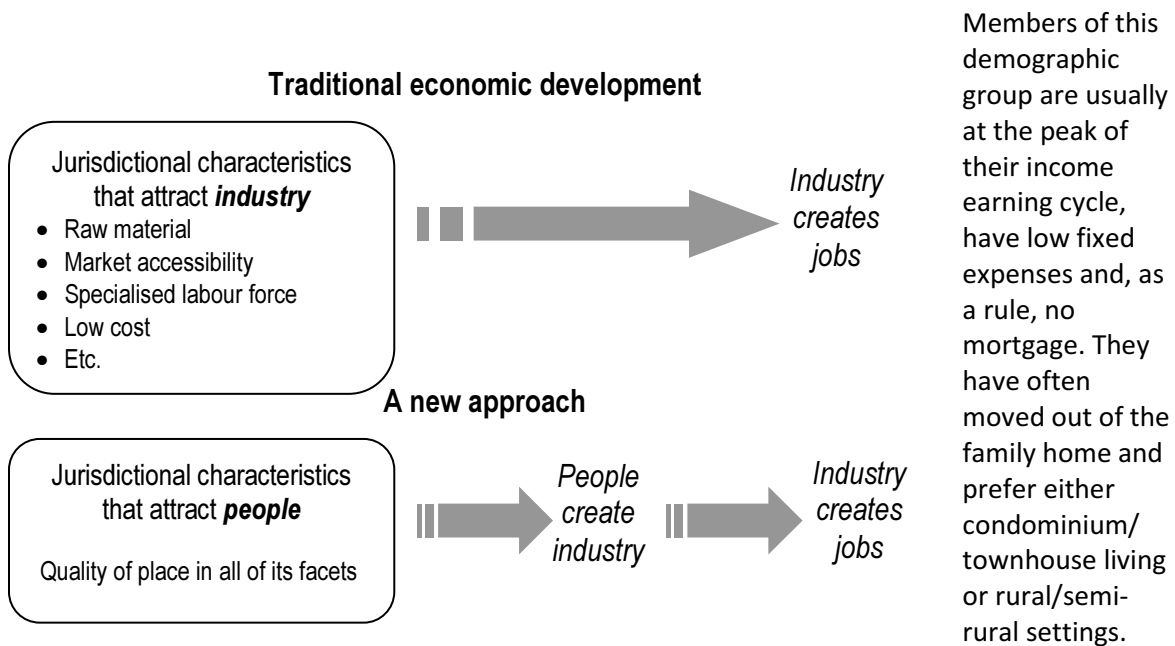 Traditional economic development
Jurisdictional characteristics
that attract industry
• Raw material
• Market accessibility
• Specialised labour force
• Low cost
• Etc.
Industry
creates
jobs
A new approach
Jurisdictional characteristics
that attract people
Quality of place in all of its facets
People
create
industry
Industry
creates
jobs
Members of this
demographic
group are usually
at the peak of
their income
earning cycle,
have low fixed
expenses and, as
a rule, no
mortgage. They
have often
moved out of the
family home and
prefer either
condominium/
townhouse living
or rural/semi-
rural settings.